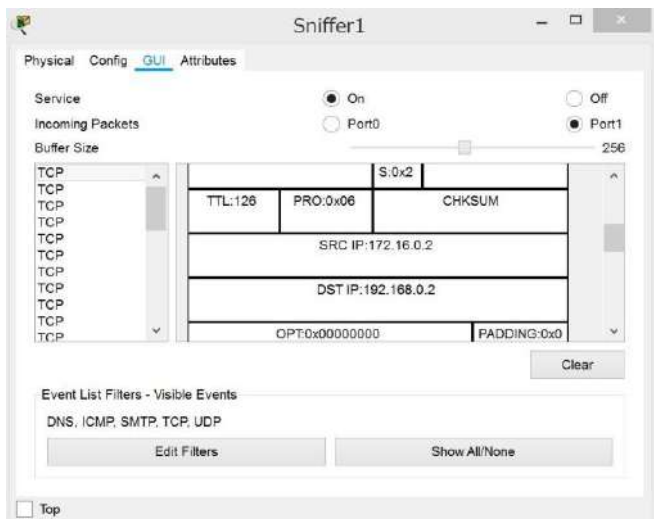 Sniffer1
Physical Config GUI Attributes
Service On Off
Incoming Packets Port0 Port1
Buffer Size 256
TCP
TCP
TCP
TCP
TCP
TCP
TCP
TCP
TCP
TCP
TCP
S:0x2
TTL:126 PRO:0x06 CHKSUM
SRC IP:172.16.0.2
DST IP:192.168.0.2
OPT:0x00000000 PADDING:0x0
Clear
Event List Filters - Visible Events
DNS, ICMP, SMTP, TCP, UDP
Edit Filters Show All/None
Top